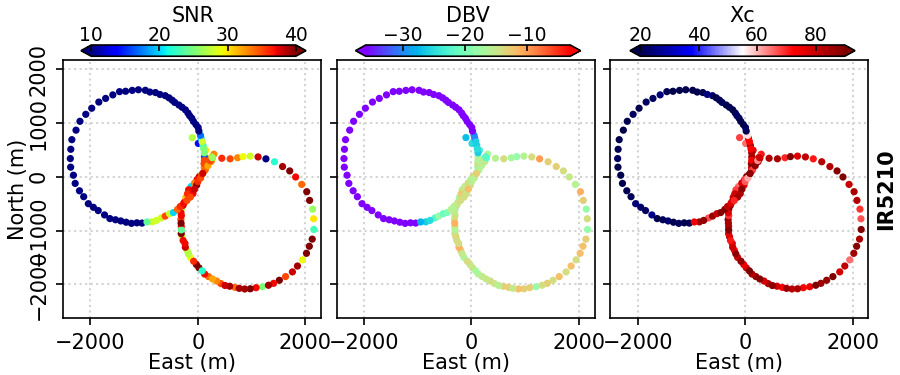 SNR DBV Xc
10 20 30 40 −30 −20 −10 20 40 60 80
2000
1000
0
−1000
−2000
North (m)
IR5210
−2000 0 2000 −2000 0 2000 −2000 0 2000
East (m) East (m) East (m)